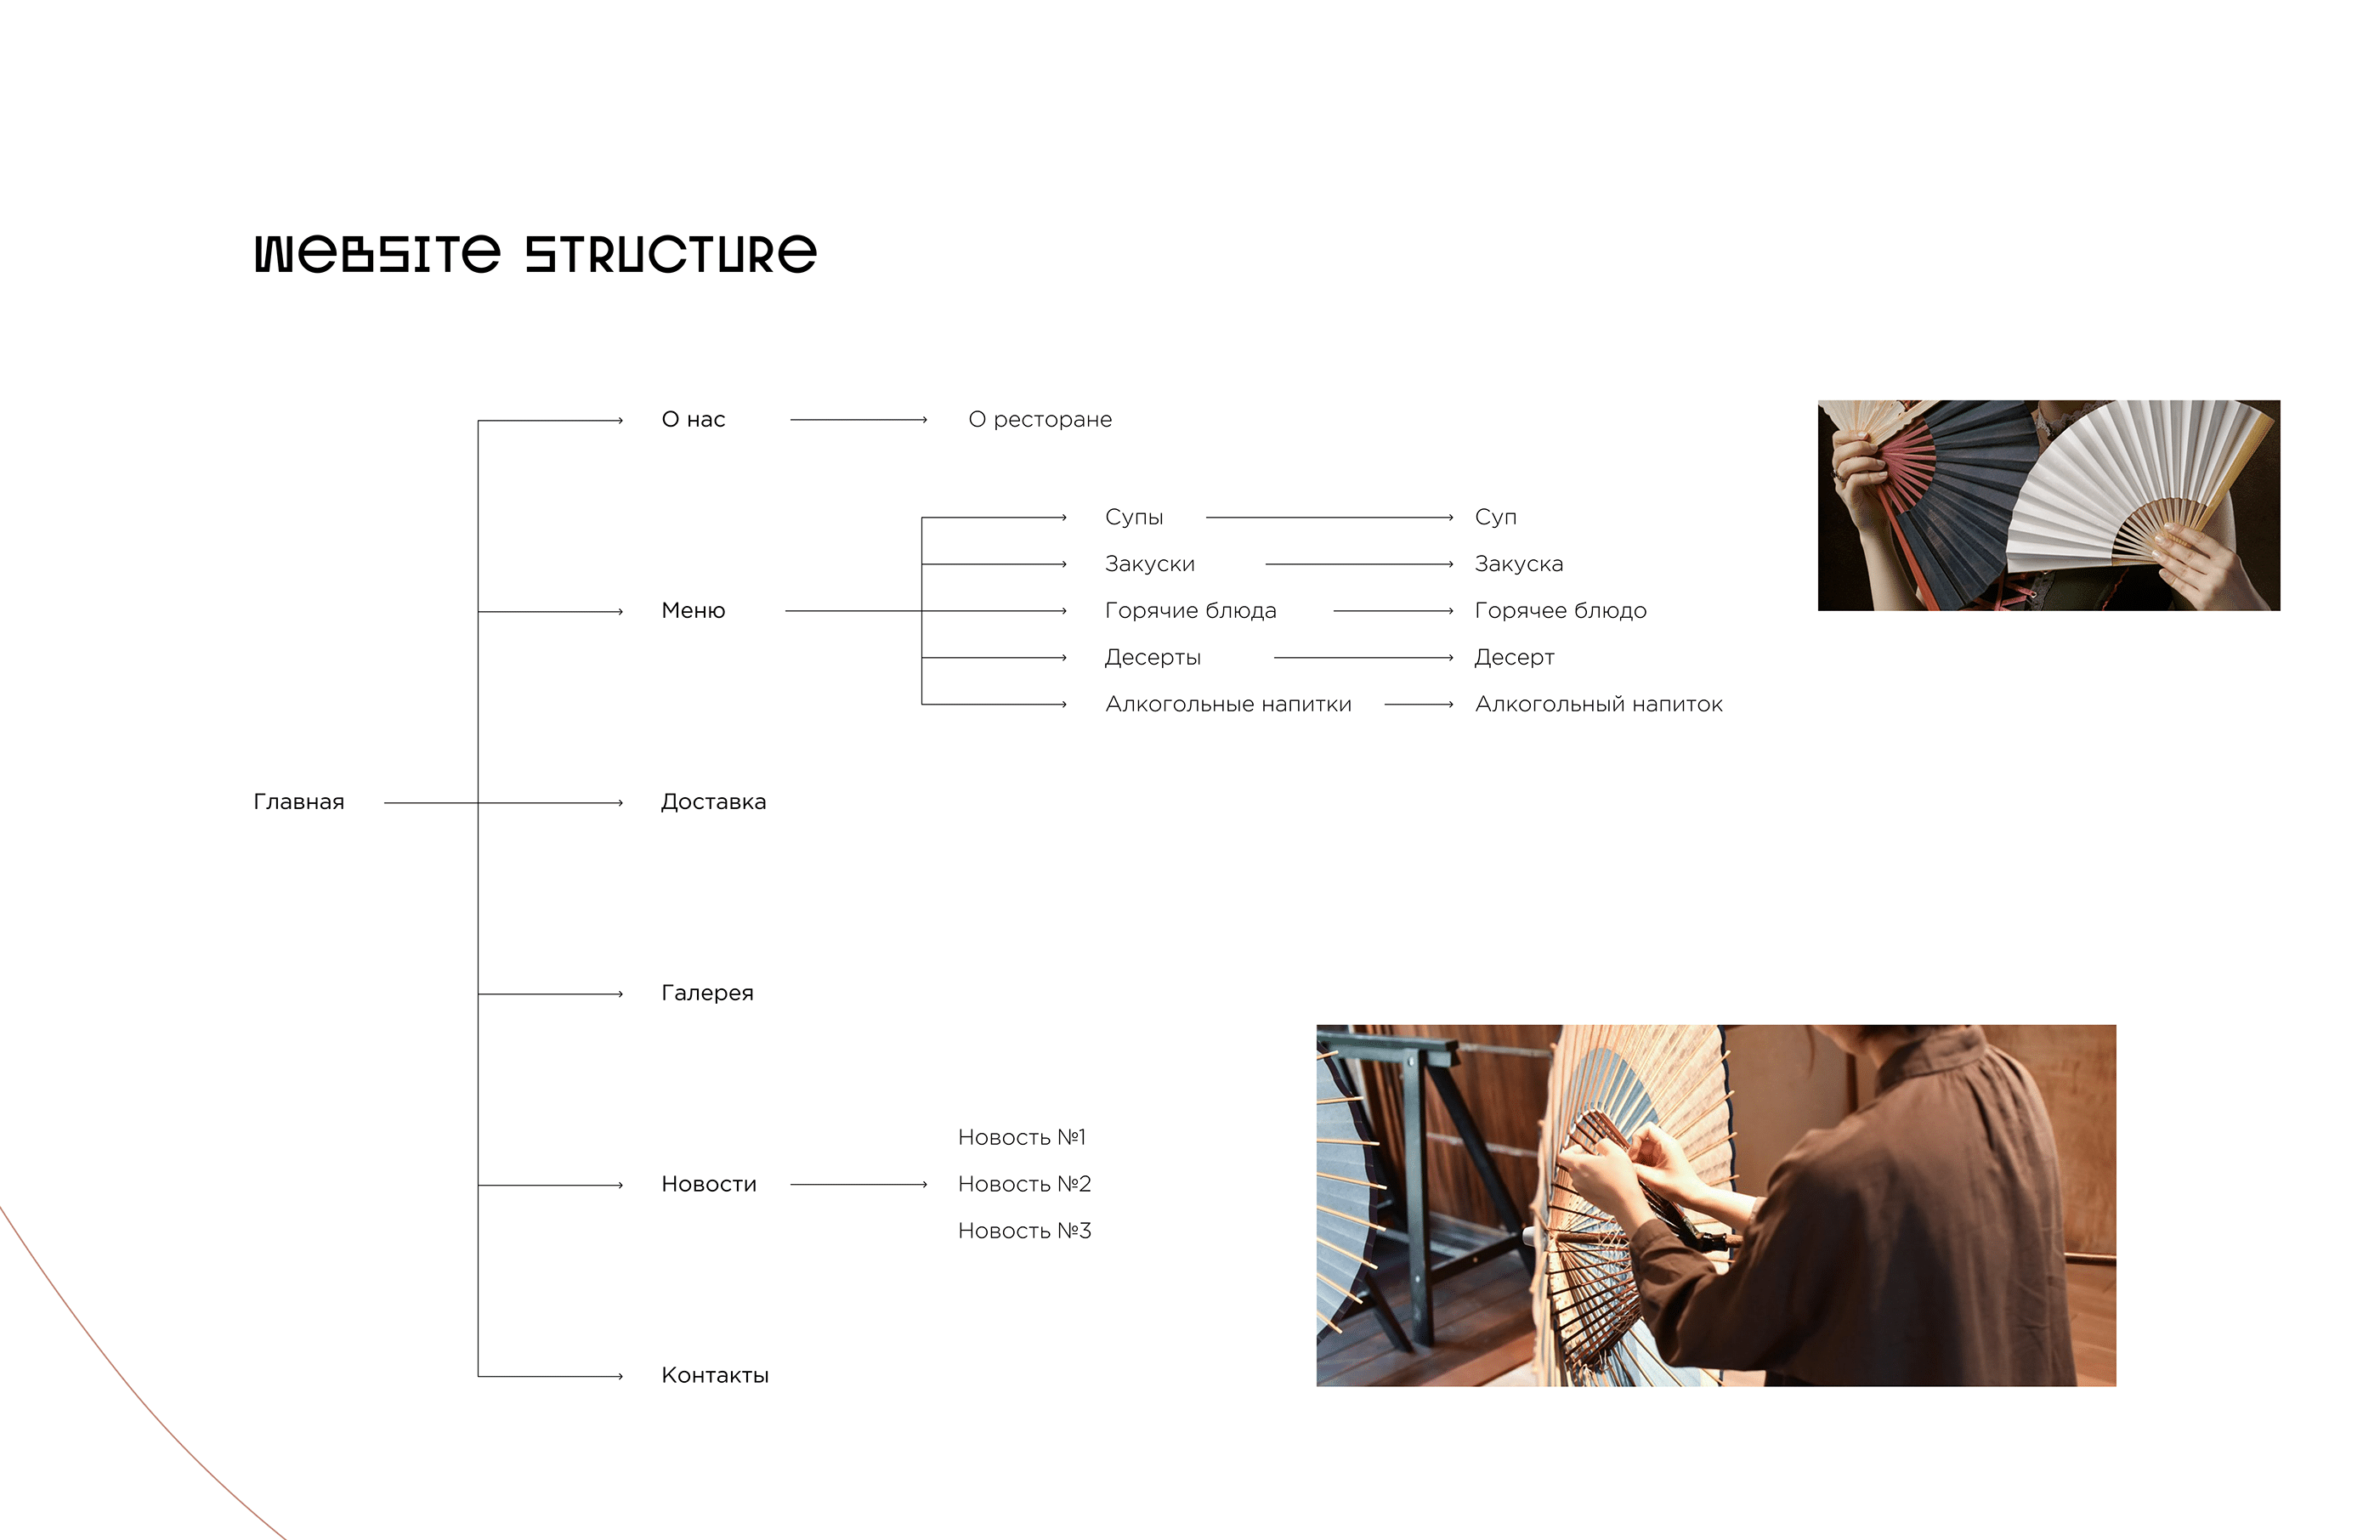 WEBSITE STRUCTURE
О нас
О ресторане
Супы
Суп
Закуски
Закуска
Меню
Горячие блюда
Горячее блюдо
Десерты
Десерт
Алкогольные напитки
Алкогольный напиток
Главная
Доставка
Галерея
Новость №1
Новости
Новость №2
Новость №3
Контакты